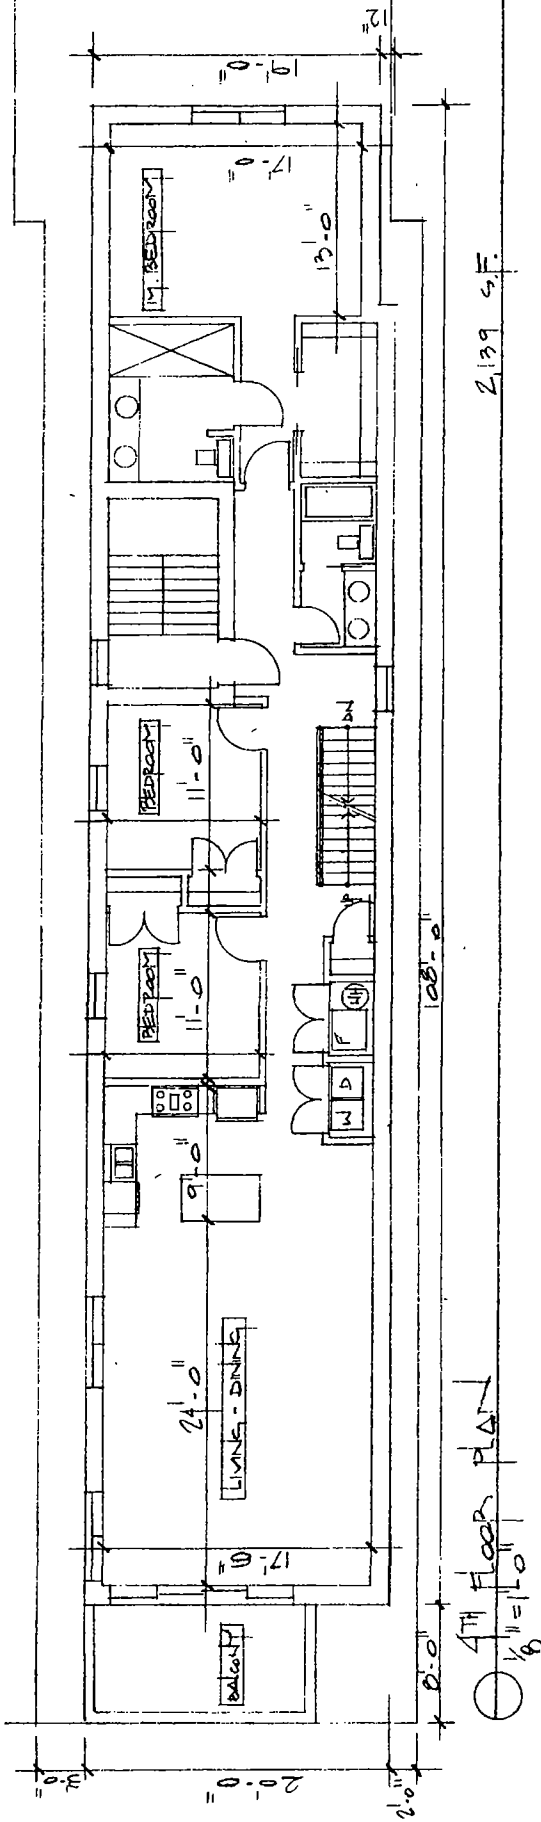 12"
19'-0"
17'-0"
M. BEDROOM
13'-0"
2,139 S.F.
DN
BEDROOM
11'-0"
UP
108'-0"
BEDROOM
11'-0"
WH
F
D
W
9'-0"
24'-0"
LIVING - DINING
17'-6"
BALCONY
8'-0"
4TH FLOOR PLAN
1/8" = 1'-0"
3'-0"
20'-0"
2'-0"